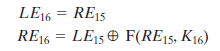 LE₁₆ = RE₁₅
RE₁₆ = LE₁₅ ⊕ F(RE₁₅, K₁₆)